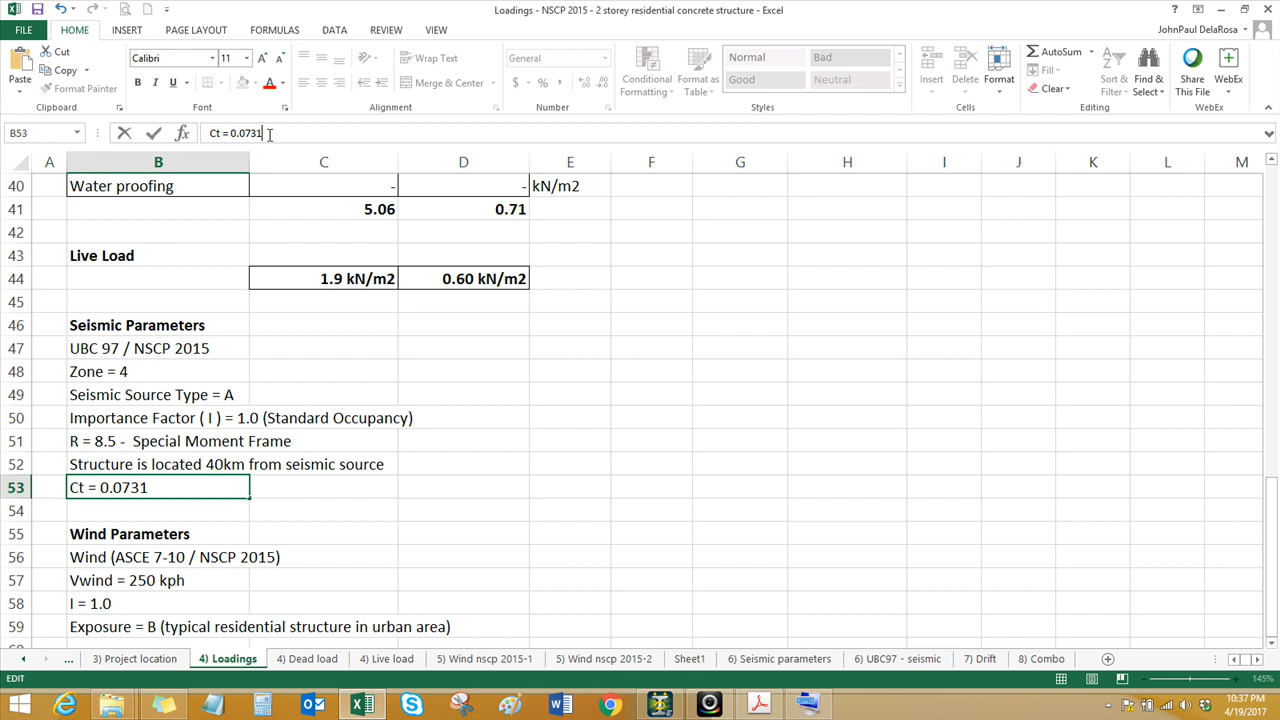 Loadings - NSCP 2015 - 2 storey residential concrete structure - Excel
FILE HOME INSERT PAGE LAYOUT FORMULAS DATA REVIEW VIEW JohnPaul DelaRosa
Paste Cut Copy Format Painter Clipboard
Calibri 11 A A B I U A Font
Wrap Text Merge & Center Alignment
General $ % , Number
Conditional Formatting Format as Table Normal Bad Good Neutral Styles
Insert Delete Format Cells
AutoSum Fill Clear Sort & Filter Find & Select Editing
Share This File WebEx WebEx
B53 fx Ct = 0.0731
A B C D E F G H I J K L M
40 Water proofing - - kN/m2
41 5.06 0.71
42
43 Live Load
44 1.9 kN/m2 0.60 kN/m2
45
46 Seismic Parameters
47 UBC 97 / NSCP 2015
48 Zone = 4
49 Seismic Source Type = A
50 Importance Factor ( I ) = 1.0 (Standard Occupancy)
51 R = 8.5 - Special Moment Frame
52 Structure is located 40km from seismic source
53 Ct = 0.0731
54
55 Wind Parameters
56 Wind (ASCE 7-10 / NSCP 2015)
57 Vwind = 250 kph
58 I = 1.0
59 Exposure = B (typical residential structure in urban area)
... 3) Project location 4) Loadings 4) Dead load 4) Live load 5) Wind nscp 2015-1 5) Wind nscp 2015-2 Sheet1 6) Seismic parameters 6) UBC97 - seismic 7) Drift 8) Combo
EDIT 145%
10:37 PM
4/19/2017